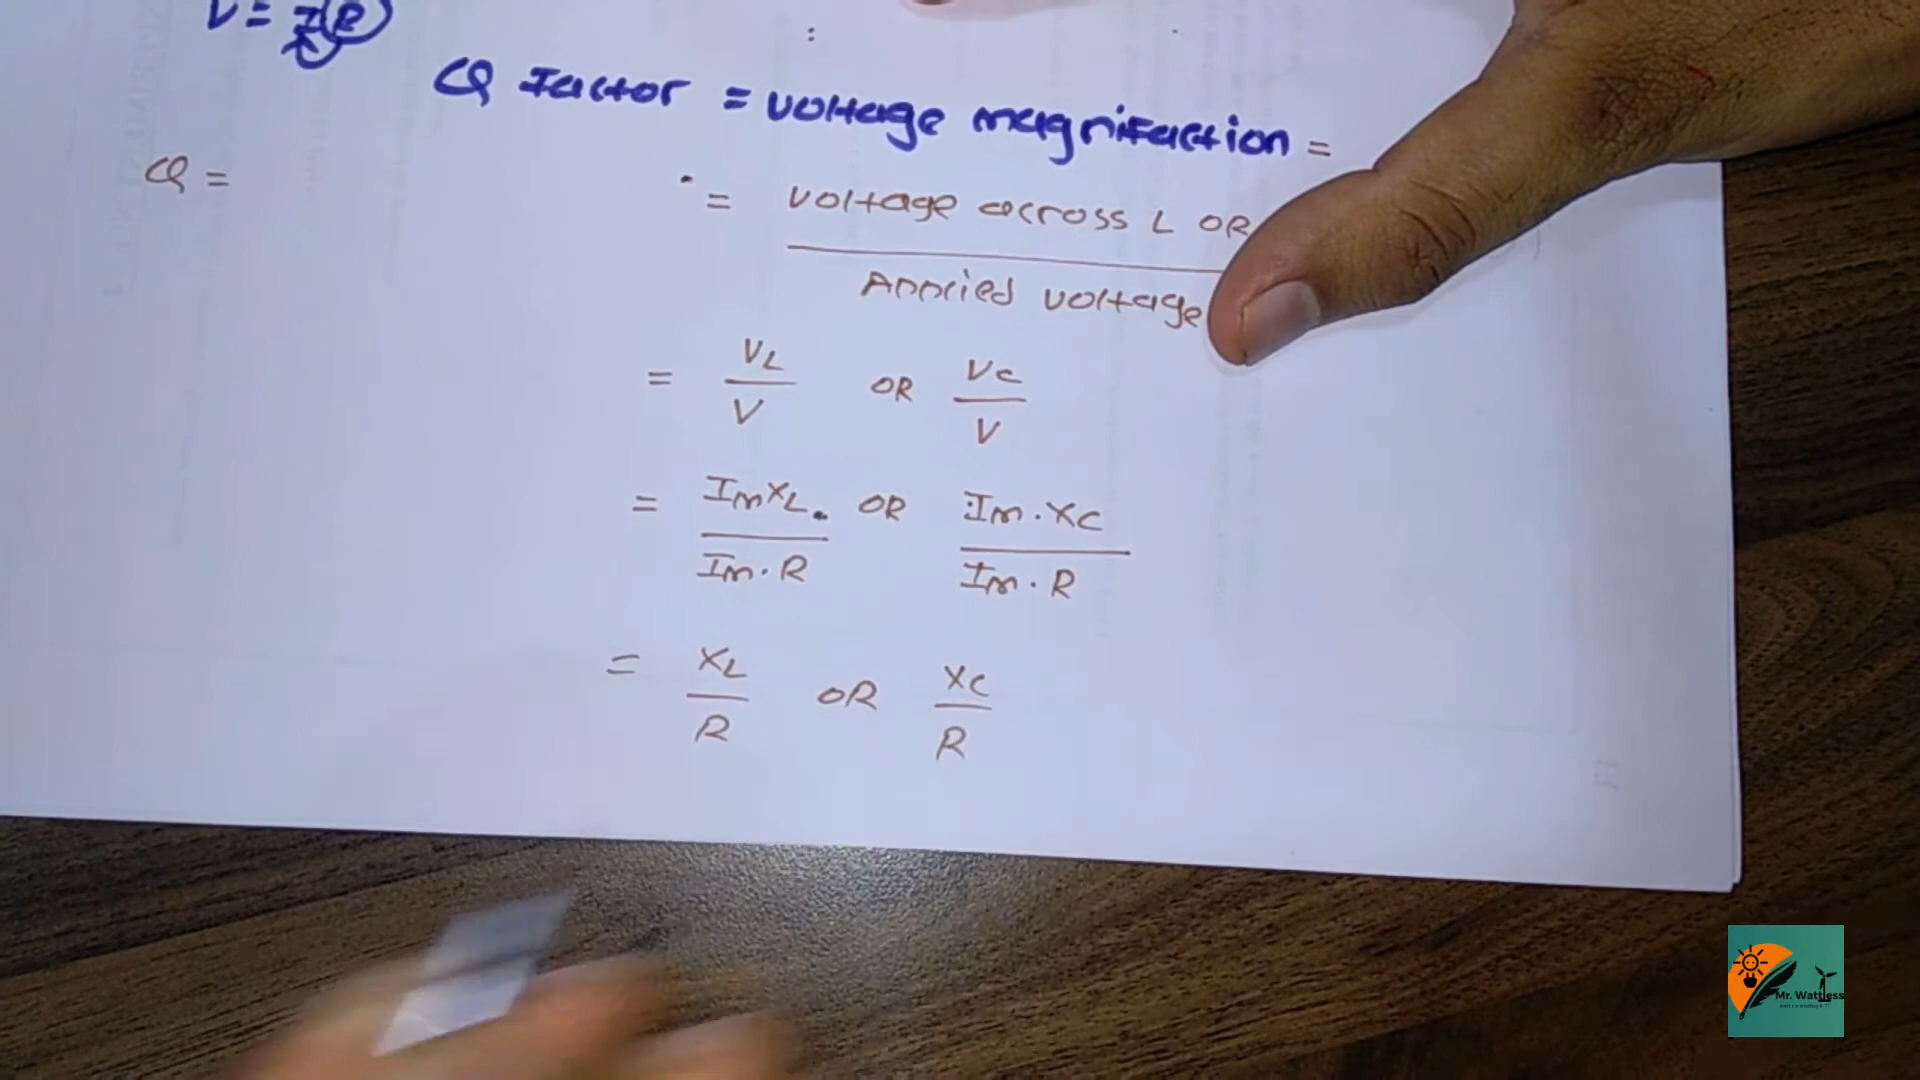 V = I R
Q Factor = voltage magnifaction =
Q =
= voltage across L OR
Applied voltage
= VL / V OR VC / V
= Im XL. OR Im . XC
Im . R Im . R
= XL / R OR XC / R
Mr. Wattless